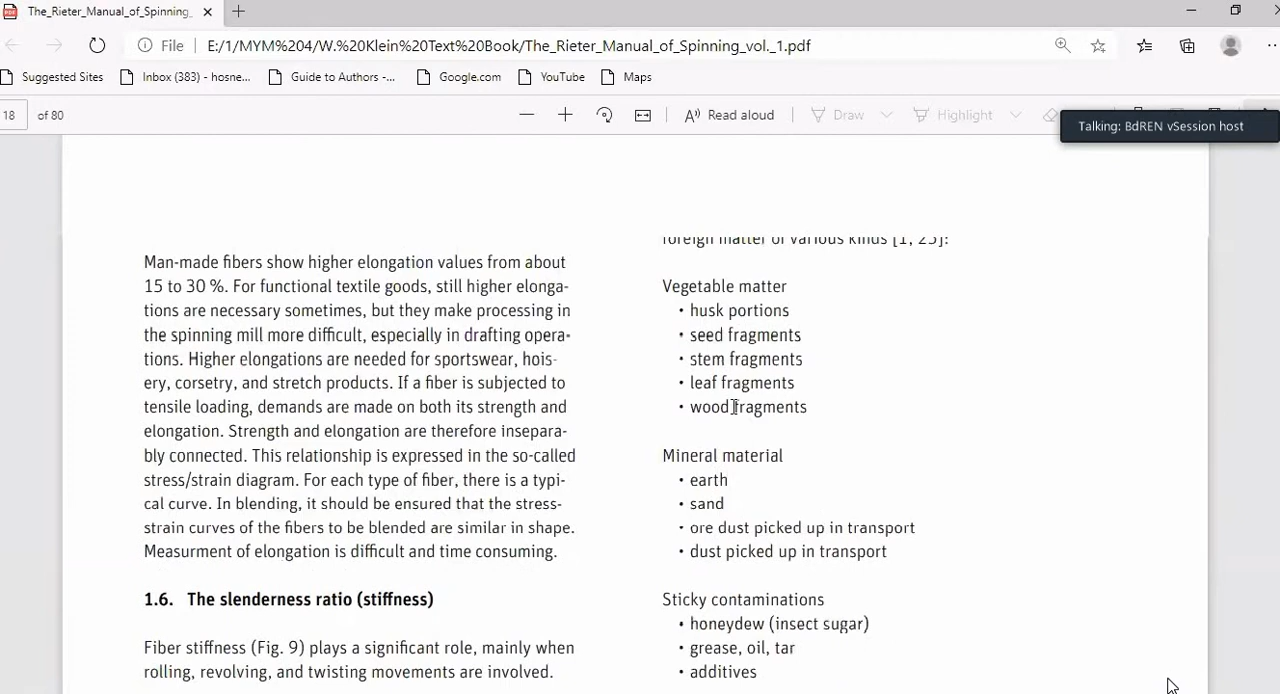 The_Rieter_Manual_of_Spinning_
File E:/1/MYM%204/W.%20Klein%20Text%20Book/The_Rieter_Manual_of_Spinning_vol._1.pdf
Suggested Sites Inbox (383) - hosne... Guide to Authors -... Google.com YouTube Maps
18 of 80 Read aloud Draw Highlight
Talking: BdREN vSession host
Man-made fibers show higher elongation values from about
15 to 30 %. For functional textile goods, still higher elonga-
tions are necessary sometimes, but they make processing in
the spinning mill more difficult, especially in drafting opera-
tions. Higher elongations are needed for sportswear, hois-
ery, corsetry, and stretch products. If a fiber is subjected to
tensile loading, demands are made on both its strength and
elongation. Strength and elongation are therefore insepara-
bly connected. This relationship is expressed in the so-called
stress/strain diagram. For each type of fiber, there is a typi-
cal curve. In blending, it should be ensured that the stress-
strain curves of the fibers to be blended are similar in shape.
Measurment of elongation is difficult and time consuming.
1.6. The slenderness ratio (stiffness)
Fiber stiffness (Fig. 9) plays a significant role, mainly when
rolling, revolving, and twisting movements are involved.
foreign matter of various kinds [1, 25]:
Vegetable matter
• husk portions
• seed fragments
• stem fragments
• leaf fragments
• wood fragments
Mineral material
• earth
• sand
• ore dust picked up in transport
• dust picked up in transport
Sticky contaminations
• honeydew (insect sugar)
• grease, oil, tar
• additives